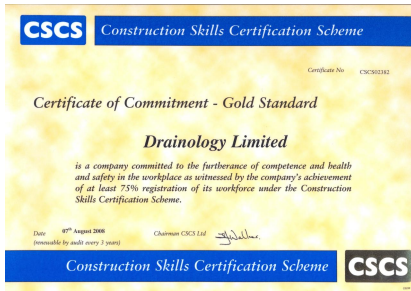 CSCS Construction Skills Certification Scheme
Certificate No CSCS02382
Certificate of Commitment - Gold Standard
Drainology Limited
is a company committed to the furtherance of competence and health
and safety in the workplace as witnessed by the company's achievement
of at least 75% registration of its workforce under the Construction
Skills Certification Scheme.
Date 07th August 2008 Chairman CSCS Ltd
(renewable by audit every 3 years)
Construction Skills Certification Scheme CSCS